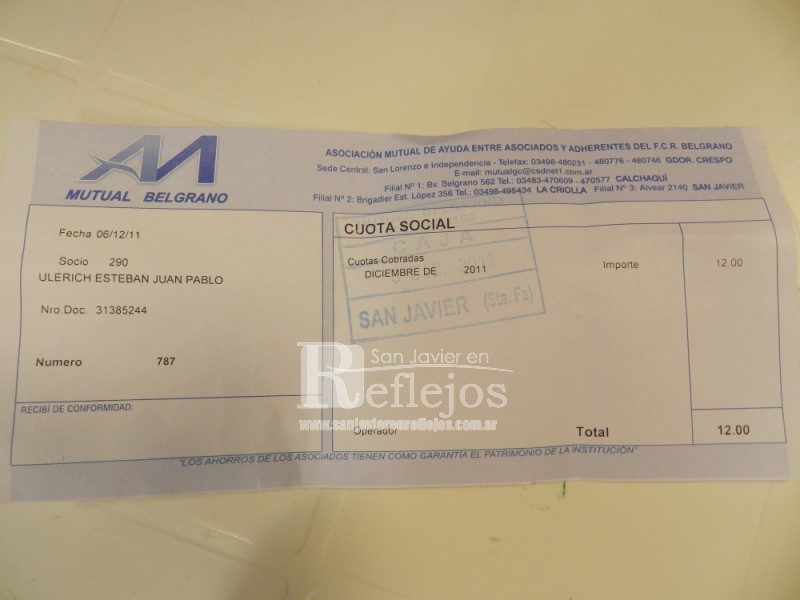 ASOCIACIÓN MUTUAL DE AYUDA ENTRE ASOCIADOS Y ADHERENTES DEL F.C.R. BELGRANO
Sede Central: San Lorenzo e Independencia - Telefax: 03498-480231 - 480776 - 480746 GDOR. CRESPO
E-mail: mutualgc@csdnet1.com.ar
Filial Nº 1: Bv. Belgrano 562 Tel.: 03483-470609 - 470577 CALCHAQUÍ
Filial Nº 2: Brigadier Est. López 356 Tel.: 03498-495434 LA CRIOLLA Filial Nº 3: Alvear 2140 SAN JAVIER
MUTUAL BELGRANO
Fecha 06/12/11
Socio 290
ULERICH ESTEBAN JUAN PABLO
Nro Doc. 31385244
Numero 787
RECIBÍ DE CONFORMIDAD:
CUOTA SOCIAL
CAJA
Cuotas Cobradas Importe 12.00
DICIEMBRE DE 2011
2011
SAN JAVIER (Sta. Fe)
San Javier en
Reflejos
www.sanjavierenreflejos.com.ar
Operador Total 12.00
"LOS AHORROS DE LOS ASOCIADOS TIENEN COMO GARANTÍA EL PATRIMONIO DE LA INSTITUCIÓN"